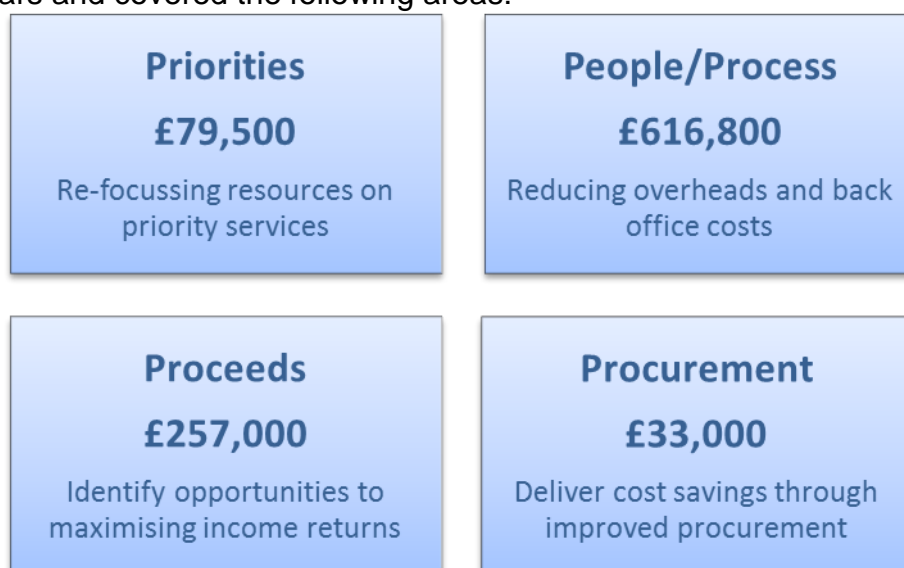 and covered the following areas:
Priorities
£79,500
Re-focussing resources on
priority services
People/Process
£616,800
Reducing overheads and back
office costs
Proceeds
£257,000
Identify opportunities to
maximising income returns
Procurement
£33,000
Deliver cost savings through
improved procurement